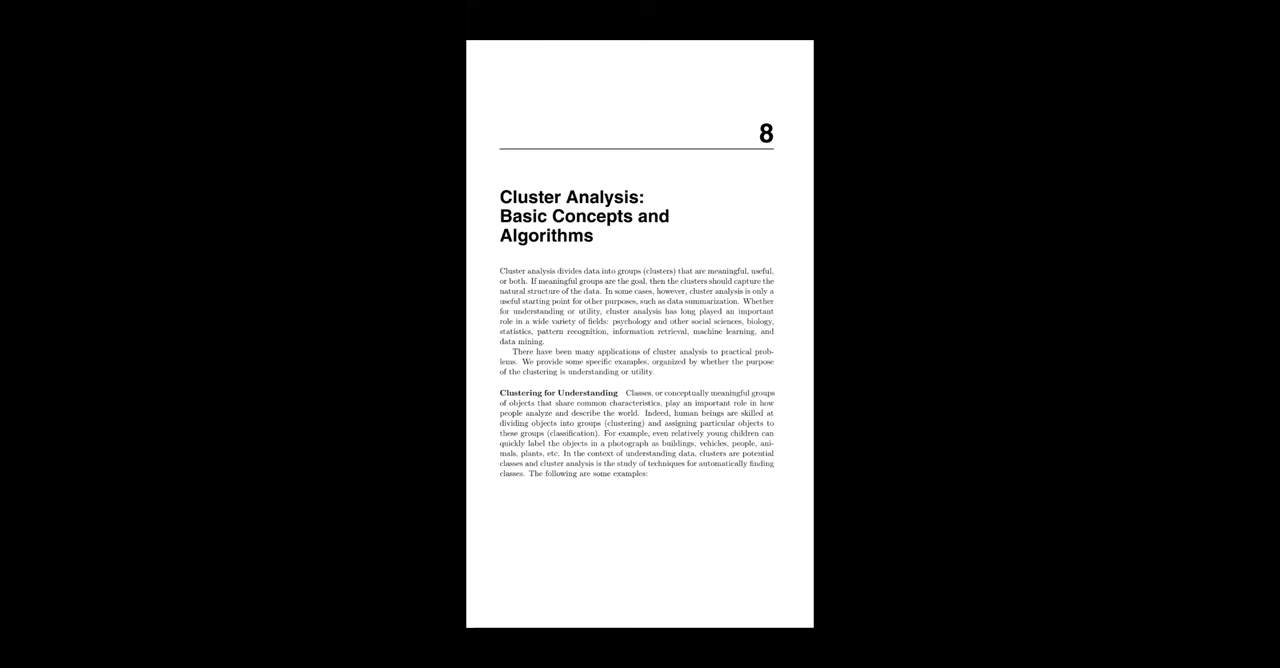 8
Cluster Analysis:
Basic Concepts and
Algorithms
Cluster analysis divides data into groups (clusters) that are meaningful, useful,
or both. If meaningful groups are the goal, then the clusters should capture the
natural structure of the data. In some cases, however, cluster analysis is only a
useful starting point for other purposes, such as data summarization. Whether
for understanding or utility, cluster analysis has long played an important
role in a wide variety of fields: psychology and other social sciences, biology,
statistics, pattern recognition, information retrieval, machine learning, and
data mining.
There have been many applications of cluster analysis to practical prob-
lems. We provide some specific examples, organized by whether the purpose
of the clustering is understanding or utility.
Clustering for Understanding Classes, or conceptually meaningful groups
of objects that share common characteristics, play an important role in how
people analyze and describe the world. Indeed, human beings are skilled at
dividing objects into groups (clustering) and assigning particular objects to
these groups (classification). For example, even relatively young children can
quickly label the objects in a photograph as buildings, vehicles, people, ani-
mals, plants, etc. In the context of understanding data, clusters are potential
classes and cluster analysis is the study of techniques for automatically finding
classes. The following are some examples: